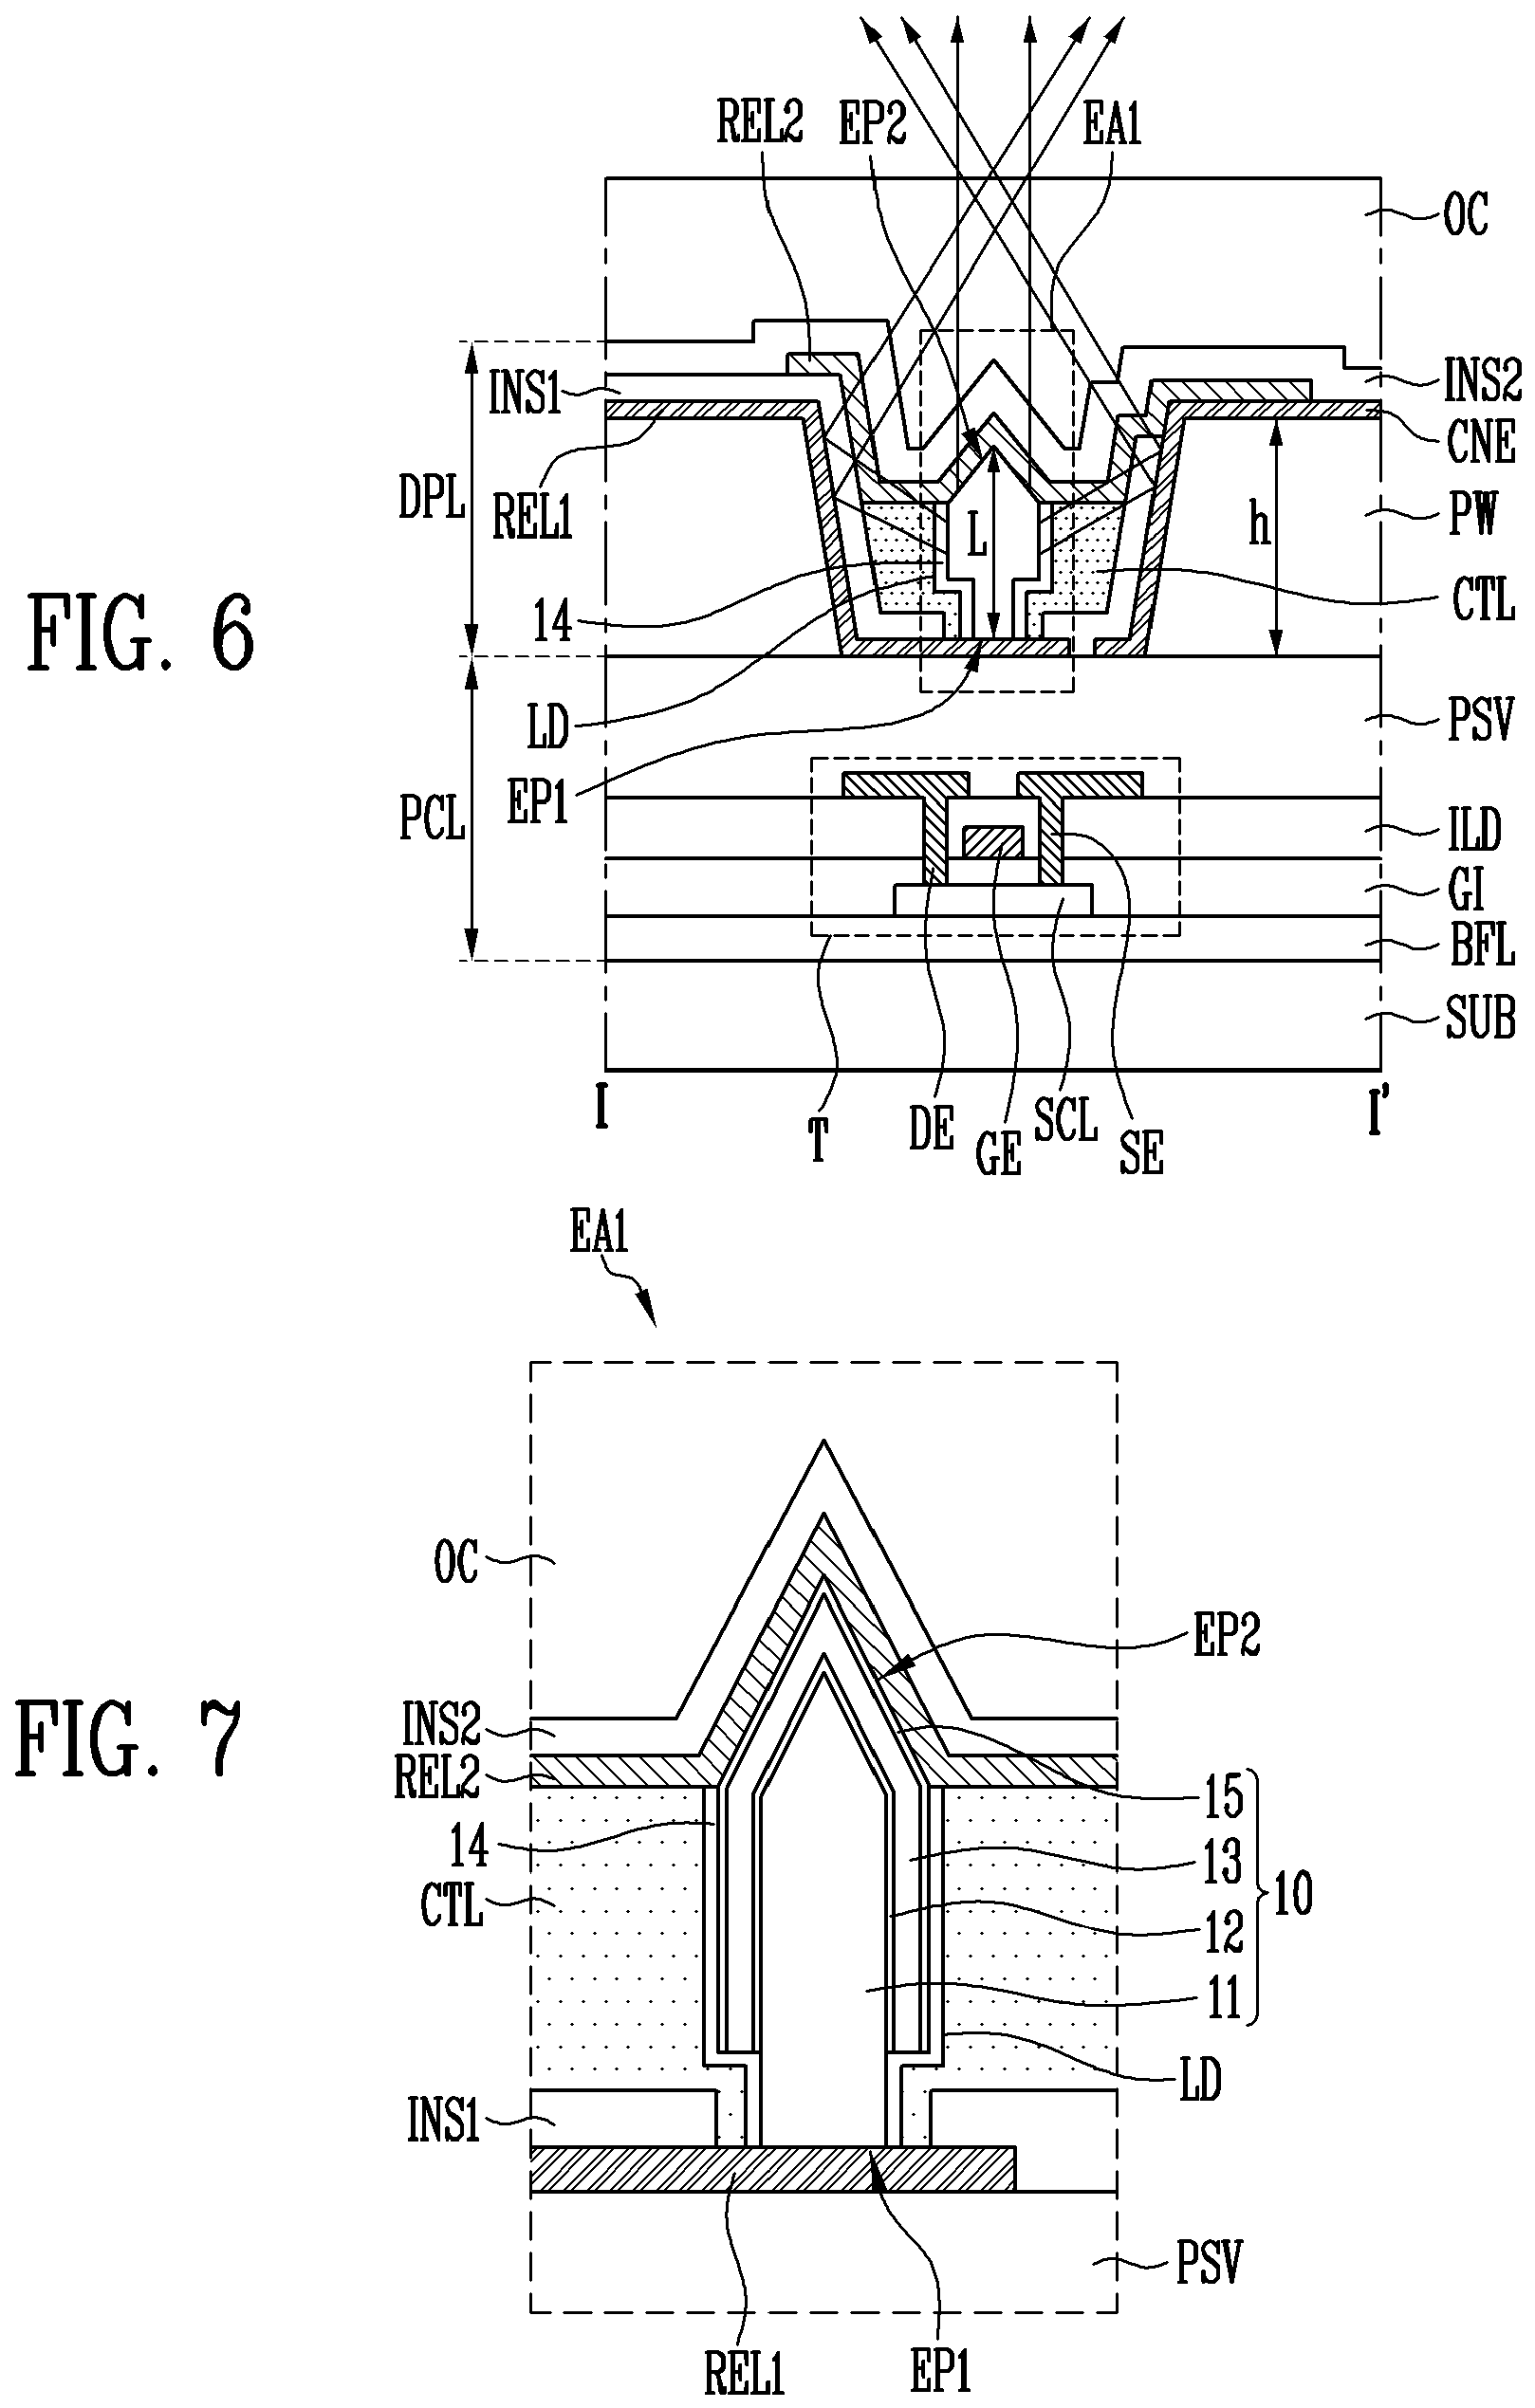 REL2 EP2 EA1
OC
INS1
INS2
CNE
DPL
REL1
L
h
PW
14
CTL
FIG. 6
LD
PSV
EP1
PCL
ILD
GI
BFL
SUB
I
T
DE
GE
SCL
SE
I'
EA1
OC
EP2
FIG. 7
INS2
REL2
14
15
13
10
CTL
12
11
LD
INS1
PSV
REL1
EP1